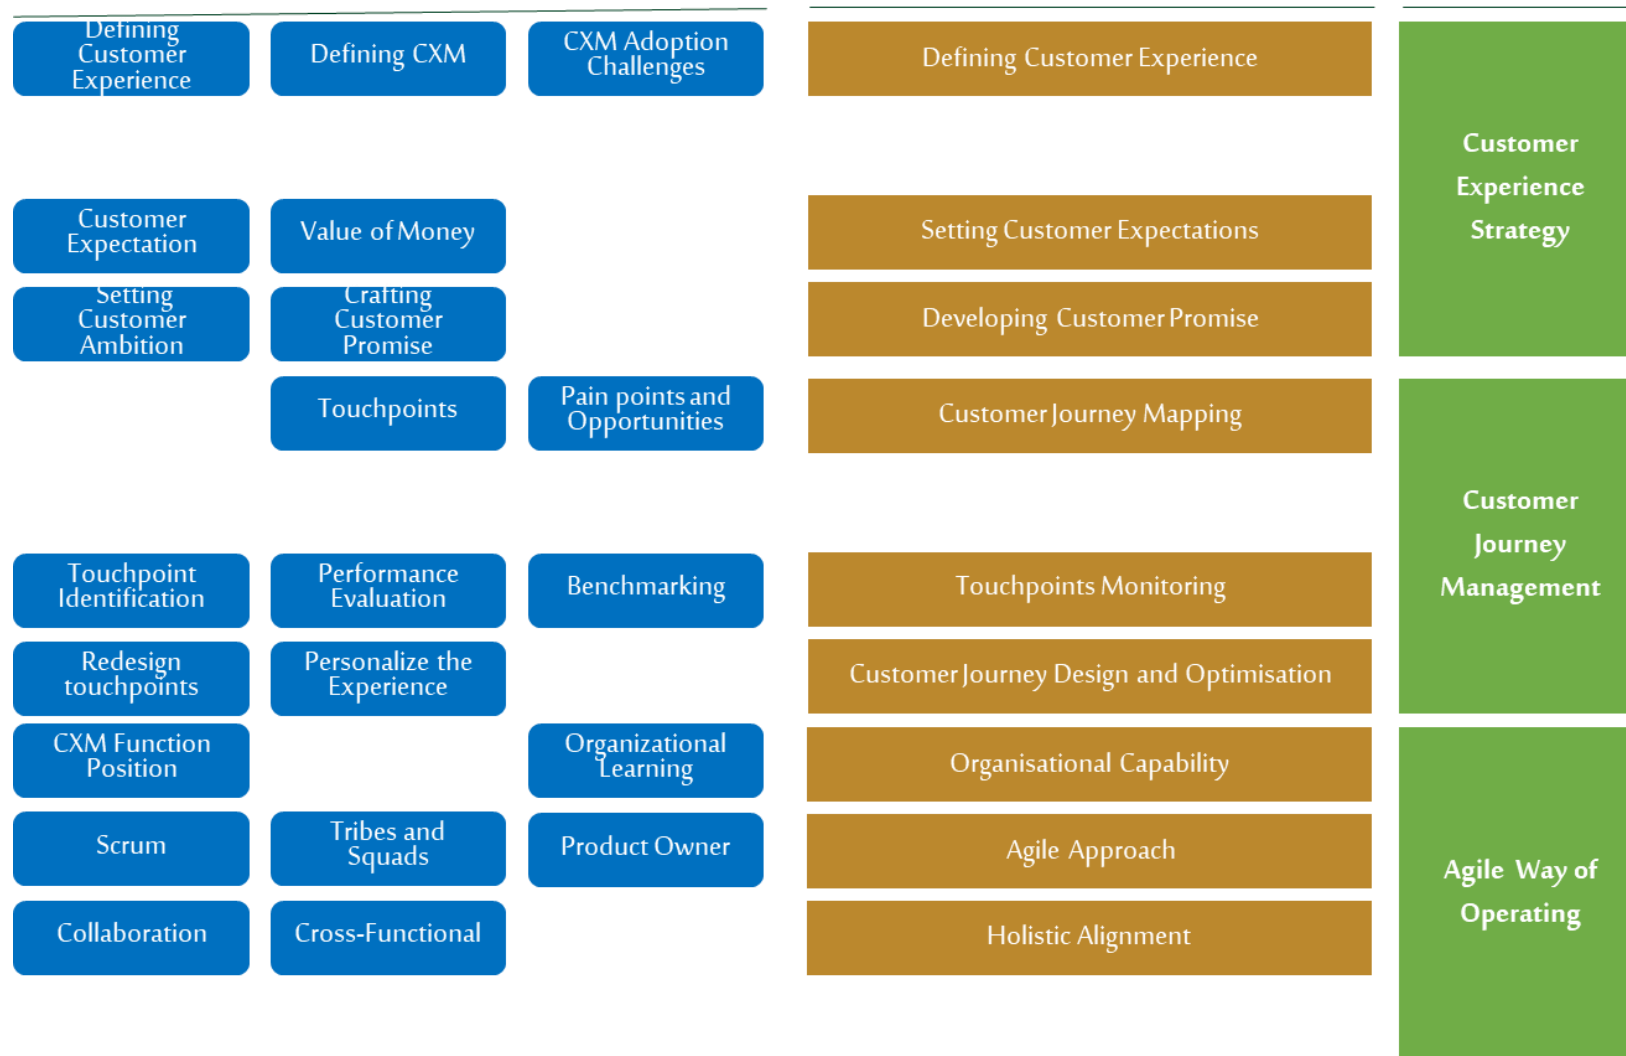 Defining
Customer
Experience
Defining CXM
CXM Adoption
Challenges
Defining Customer Experience
Customer
Experience
Strategy
Customer
Expectation
Value of Money
Setting Customer Expectations
Setting
Customer
Ambition
Crafting
Customer
Promise
Developing Customer Promise
Touchpoints
Pain points and
Opportunities
Customer Journey Mapping
Customer
Journey
Management
Touchpoint
Identification
Performance
Evaluation
Benchmarking
Touchpoints Monitoring
Redesign
touchpoints
Personalize the
Experience
Customer Journey Design and Optimisation
CXM Function
Position
Organizational
Learning
Organisational Capability
Agile Way of
Operating
Scrum
Tribes and
Squads
Product Owner
Agile Approach
Collaboration
Cross-Functional
Holistic Alignment